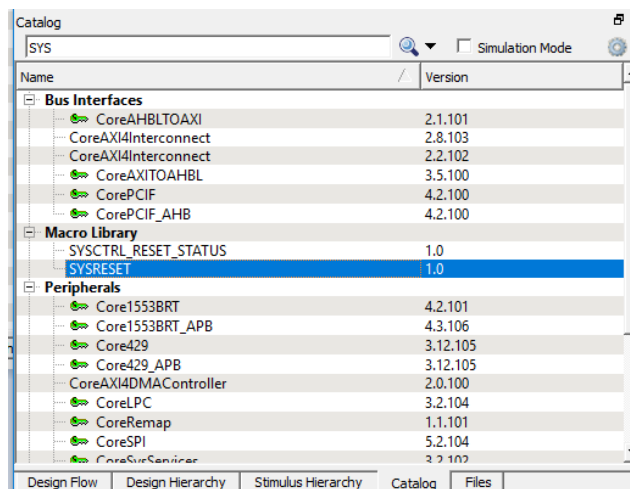 Catalog
SYS
Simulation Mode
Name Version
Bus Interfaces
CoreAHBLTOAXI 2.1.101
CoreAXI4Interconnect 2.8.103
CoreAXI4Interconnect 2.2.102
CoreAXITOAHBL 3.5.100
CorePCIF 4.2.100
CorePCIF_AHB 4.2.100
Macro Library
SYSCTRL_RESET_STATUS 1.0
SYSRESET 1.0
Peripherals
Core1553BRT 4.2.101
Core1553BRT_APB 4.3.106
Core429 3.12.105
Core429_APB 3.12.105
CoreAXI4DMAController 2.0.100
CoreLPC 3.2.104
CoreRemap 1.1.101
CoreSPI 5.2.104
CoreSysServices 3.2.102
Design Flow Design Hierarchy Stimulus Hierarchy Catalog Files